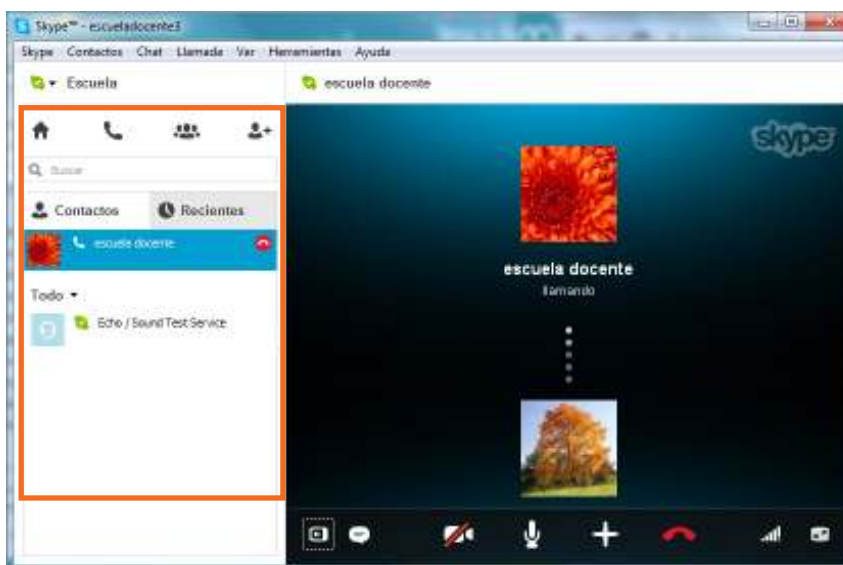 Skype™ - escueladocente3
Skype Contactos Chat Llamada Ver Herramientas Ayuda
Escuela
escuela docente
skype
Buscar
Contactos Recientes
escuela docente
escuela docente
llamando
Todo
Echo / Sound Test Service